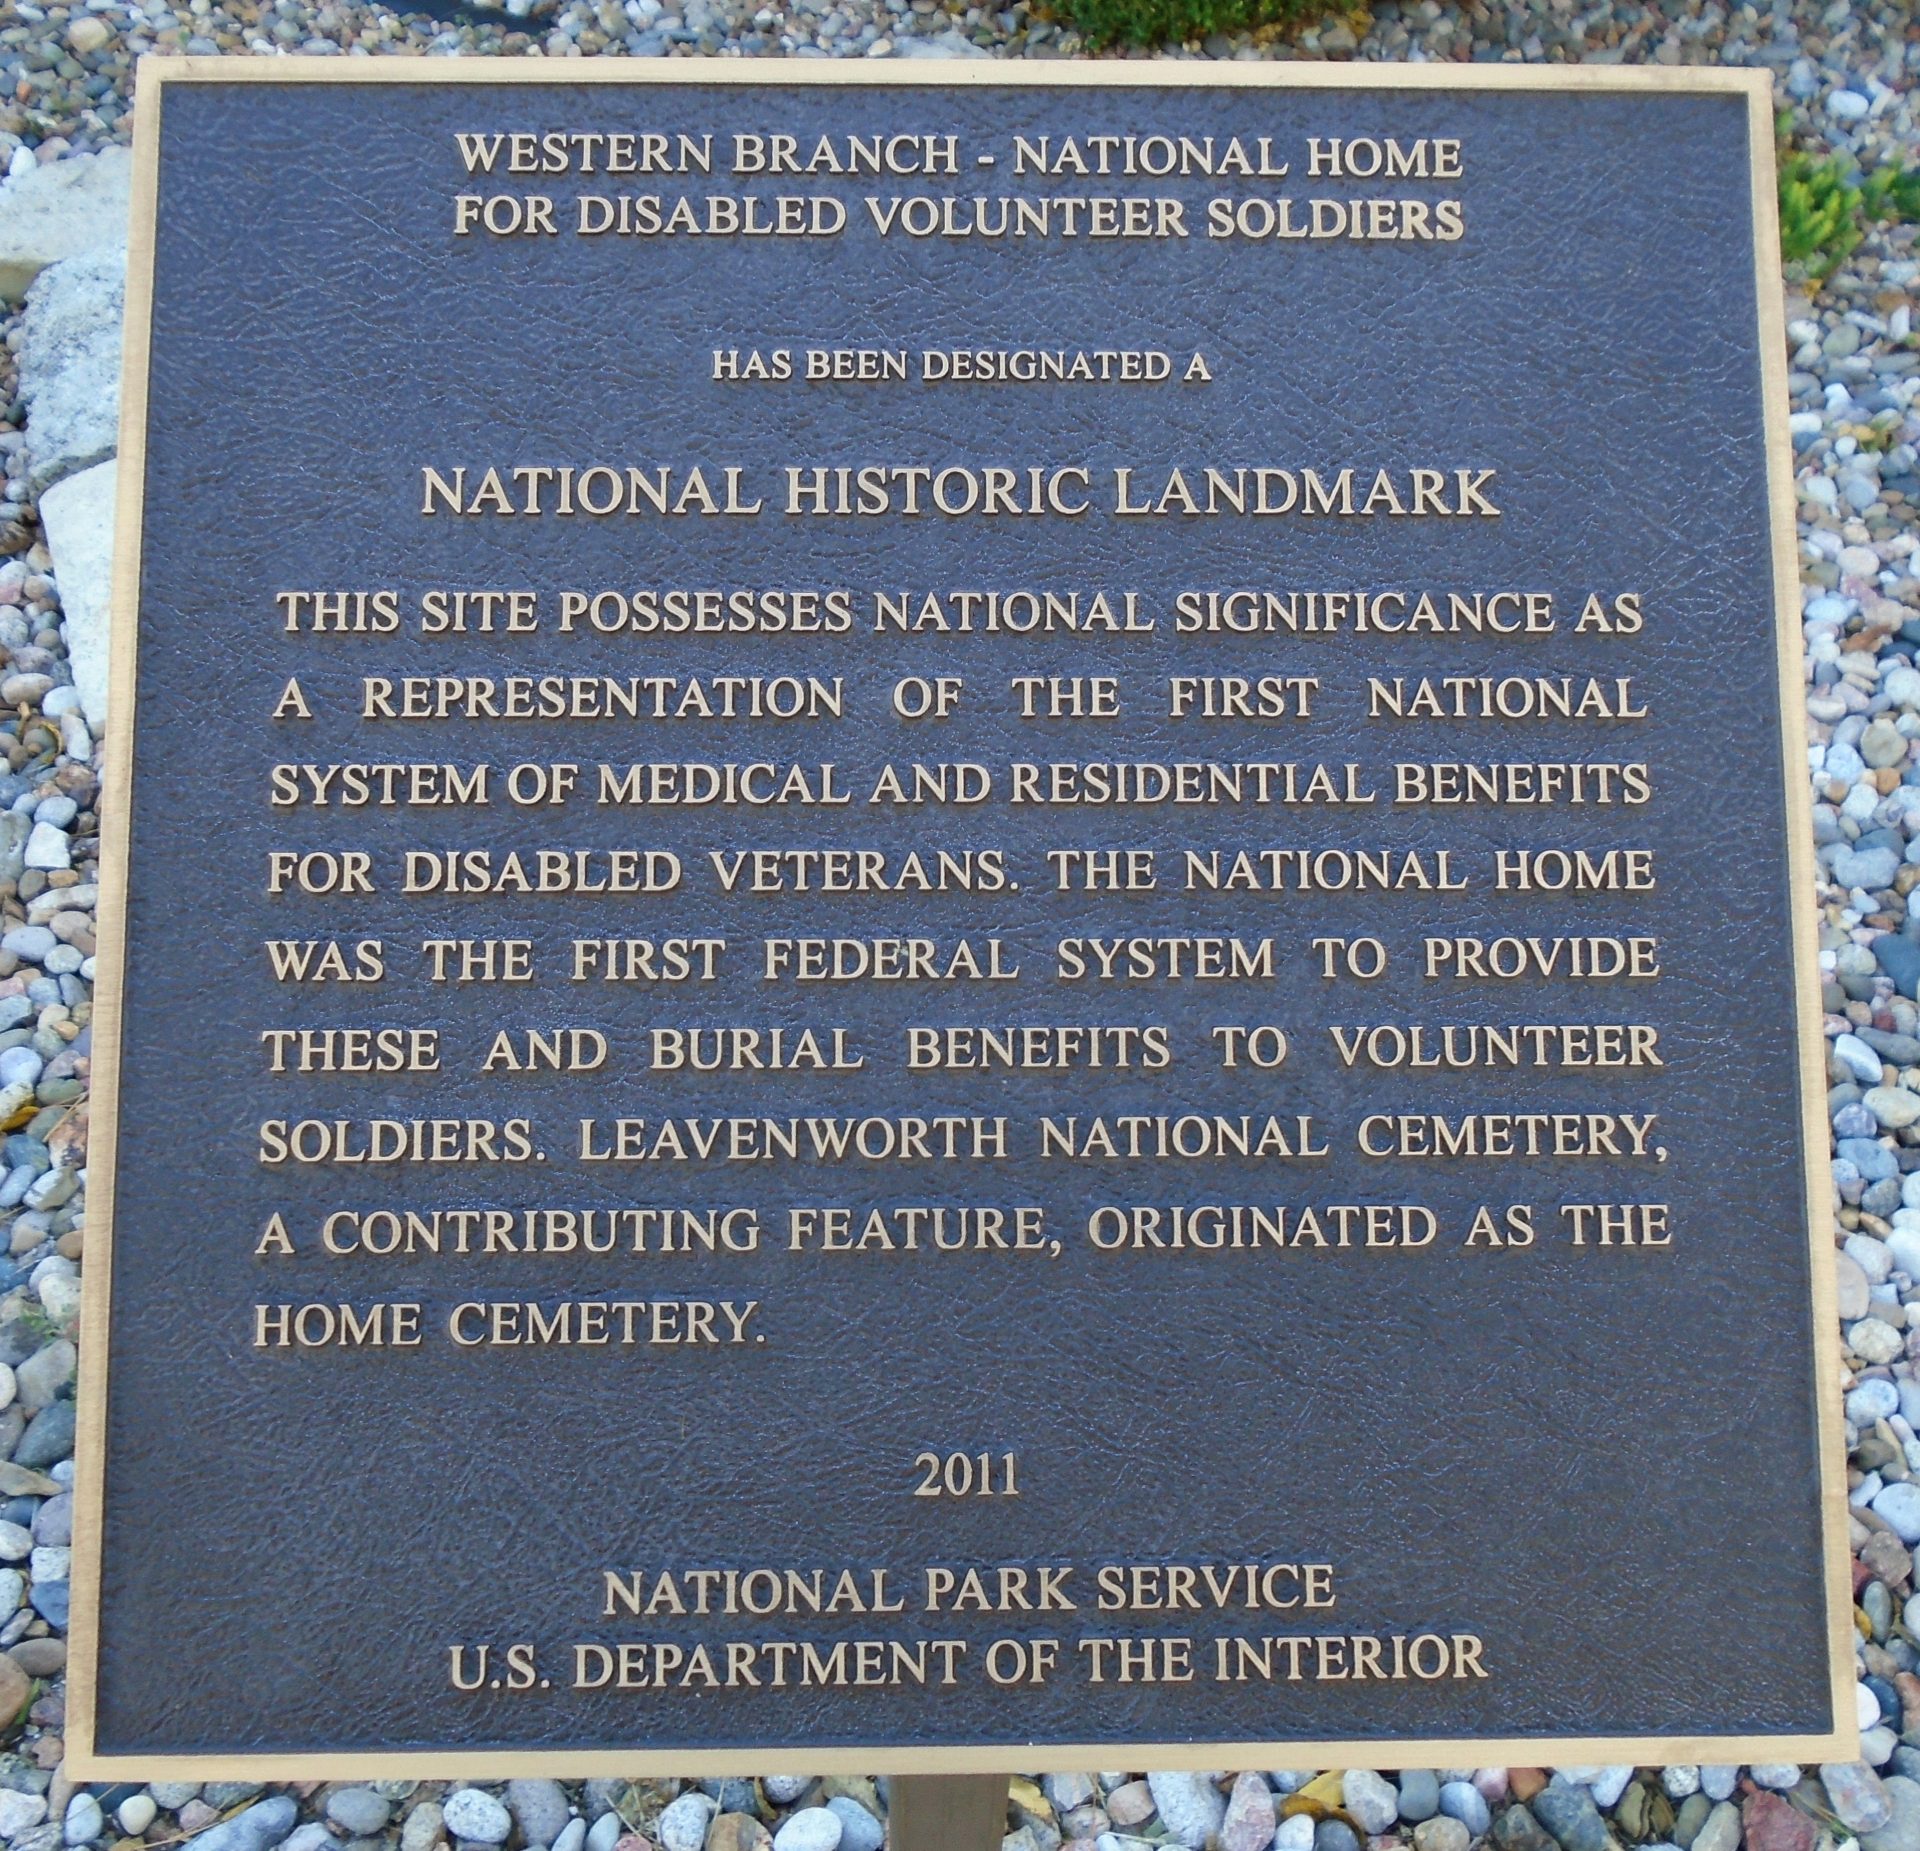 WESTERN BRANCH - NATIONAL HOME
FOR DISABLED VOLUNTEER SOLDIERS
HAS BEEN DESIGNATED A
NATIONAL HISTORIC LANDMARK
THIS SITE POSSESSES NATIONAL SIGNIFICANCE AS
A REPRESENTATION OF THE FIRST NATIONAL
SYSTEM OF MEDICAL AND RESIDENTIAL BENEFITS
FOR DISABLED VETERANS. THE NATIONAL HOME
WAS THE FIRST FEDERAL SYSTEM TO PROVIDE
THESE AND BURIAL BENEFITS TO VOLUNTEER
SOLDIERS. LEAVENWORTH NATIONAL CEMETERY,
A CONTRIBUTING FEATURE, ORIGINATED AS THE
HOME CEMETERY.
2011
NATIONAL PARK SERVICE
U.S. DEPARTMENT OF THE INTERIOR